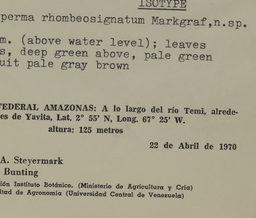 ISOTYPE
perma rhombeosignatum Markgraf,n.sp.
m. (above water level); leaves
s, deep green above, pale green
uit pale gray brown
FEDERAL AMAZONAS: A lo largo del río Temi, alrede-
es de Yavita, Lat. 2° 55' N, Long. 67° 25' W.
altura: 125 metros
22 de Abril de 1970
A. Steyermark
Bunting
ión Instituto Botánico, (Ministerio de Agricultura y Cría)
ltad de Agronomía (Universidad Central de Venezuela)